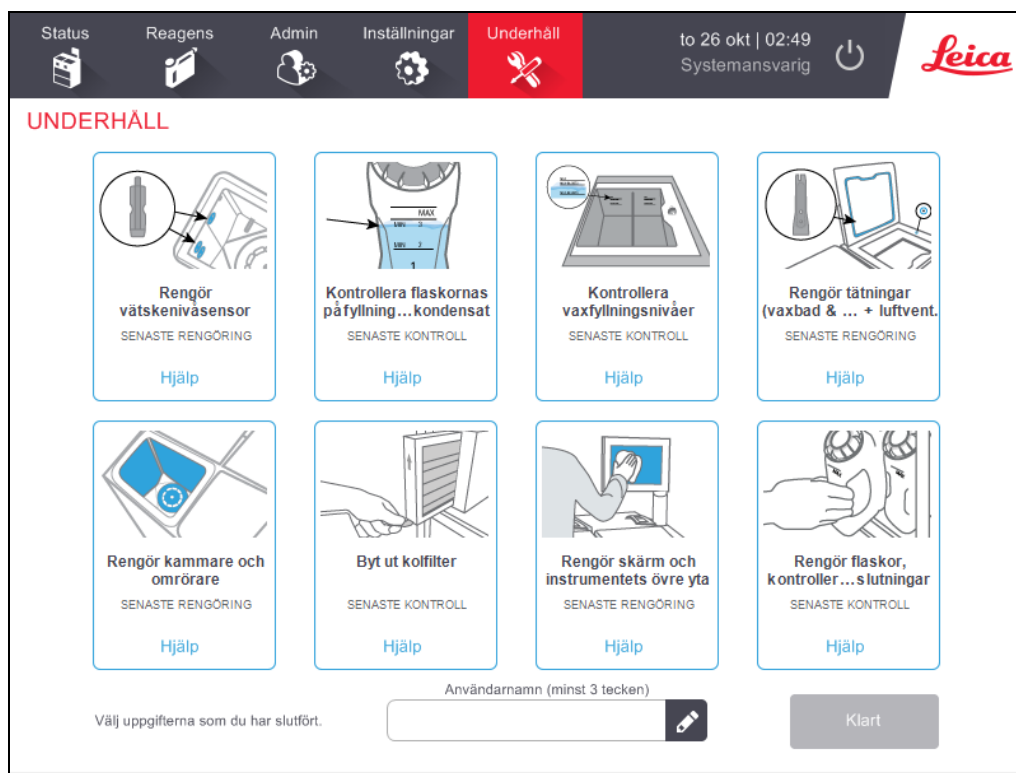 Status Reagens Admin Inställningar Underhåll to 26 okt | 02:49
Systemansvarig
Leica
UNDERHÅLL
MAX
MIN 3
MIN 2
1
Rengör
vätskenivåsensor
SENASTE RENGÖRING
Hjälp
Kontrollera flaskornas
påfyllning...kondensat
SENASTE KONTROLL
Hjälp
Kontrollera
vaxfyllningsnivåer
SENASTE KONTROLL
Hjälp
Rengör tätningar
(vaxbad & ... + luftvent.
SENASTE RENGÖRING
Hjälp
Rengör kammare och
omrörare
SENASTE RENGÖRING
Hjälp
Byt ut kolfilter
SENASTE KONTROLL
Hjälp
Rengör skärm och
instrumentets övre yta
SENASTE RENGÖRING
Hjälp
Rengör flaskor,
kontroller...slutningar
SENASTE KONTROLL
Hjälp
Användarnamn (minst 3 tecken)
Välj uppgifterna som du har slutfört.
Klart